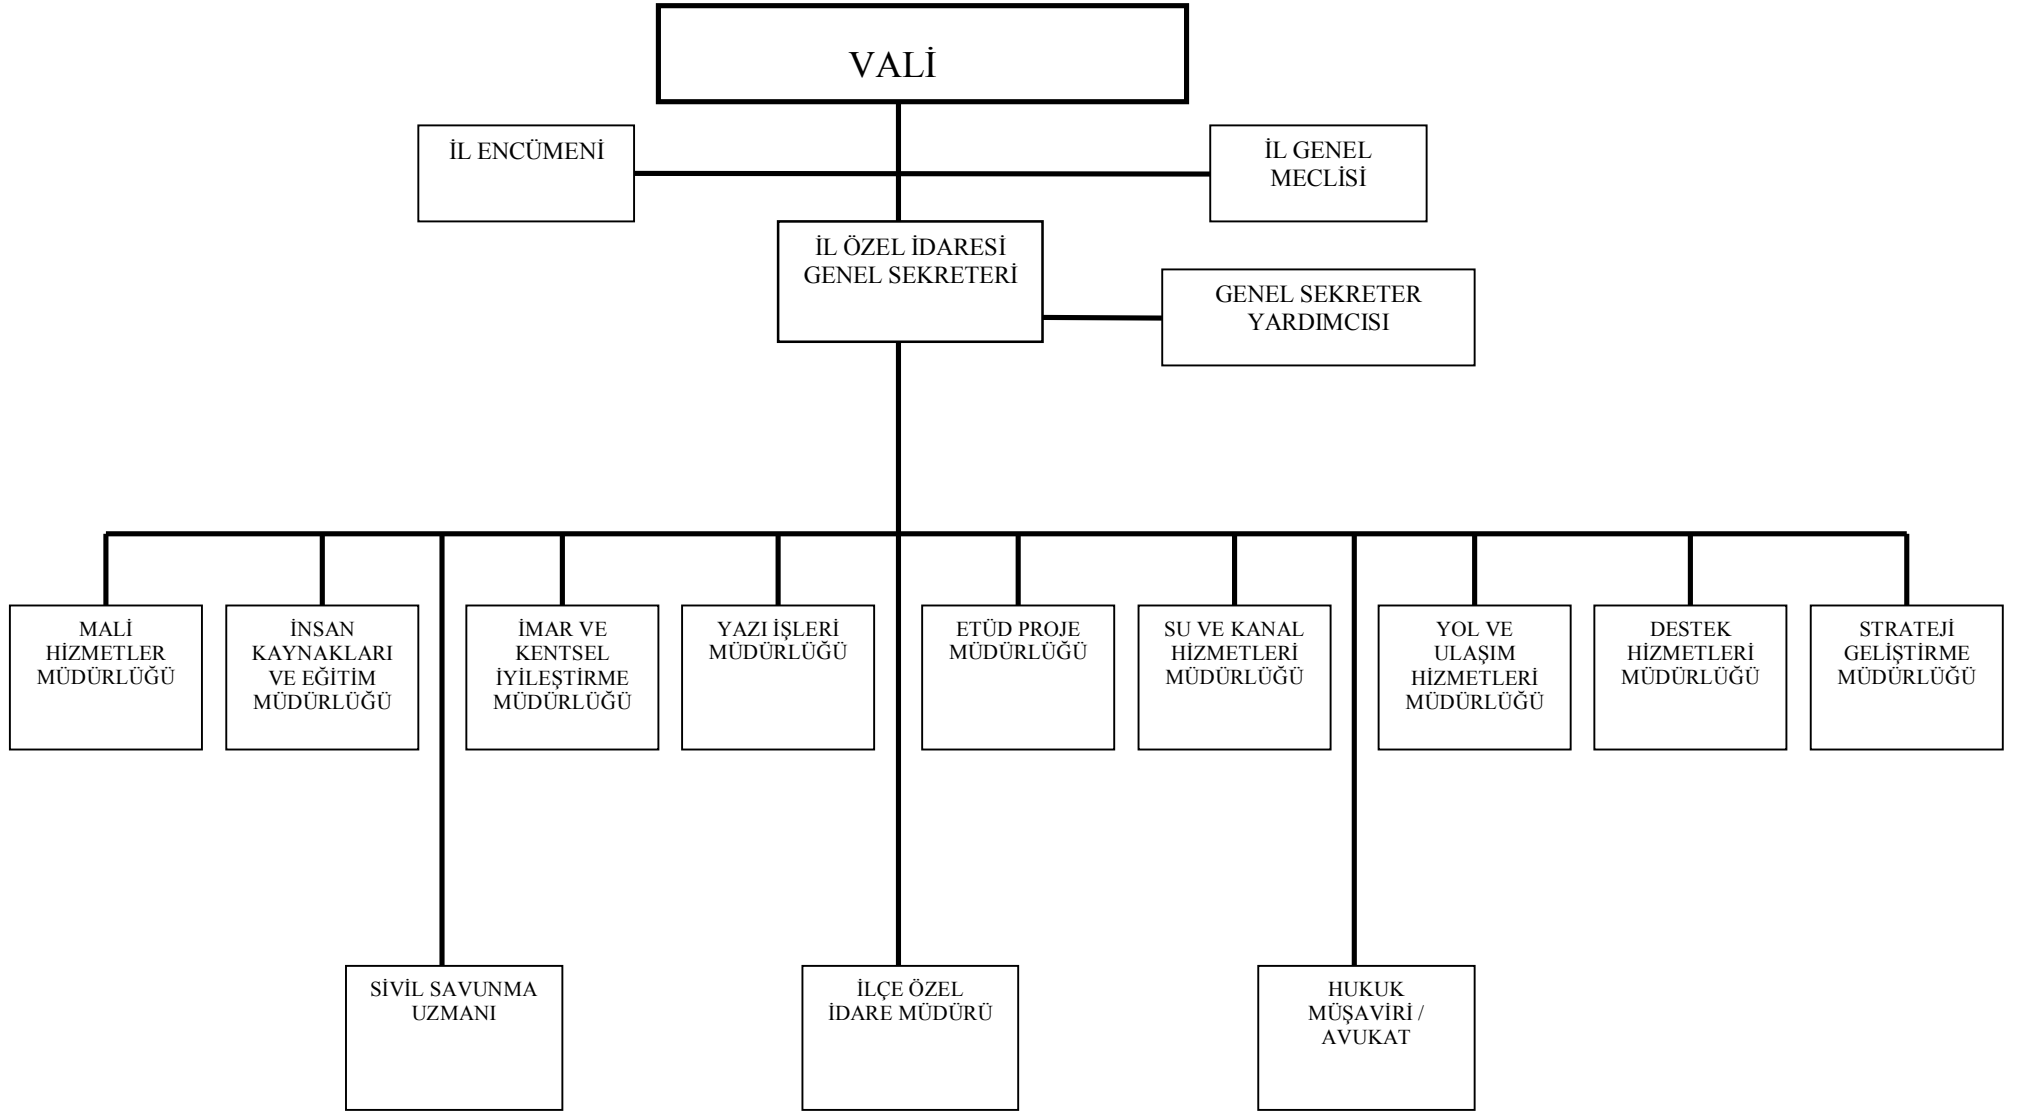 VALİ
İL ENCÜMENİ
İL GENEL
MECLİSİ
İL ÖZEL İDARESİ
GENEL SEKRETERİ
GENEL SEKRETER
YARDIMCISI
MALİ
HİZMETLER
MÜDÜRLÜĞÜ
İNSAN
KAYNAKLARI
VE EĞİTİM
MÜDÜRLÜĞÜ
İMAR VE
KENTSEL
İYİLEŞTİRME
MÜDÜRLÜĞÜ
YAZI İŞLERİ
MÜDÜRLÜĞÜ
ETÜD PROJE
MÜDÜRLÜĞÜ
SU VE KANAL
HİZMETLERİ
MÜDÜRLÜĞÜ
YOL VE
ULAŞIM
HİZMETLERİ
MÜDÜRLÜĞÜ
DESTEK
HİZMETLERİ
MÜDÜRLÜĞÜ
STRATEJİ
GELİŞTİRME
MÜDÜRLÜĞÜ
SİVİL SAVUNMA
UZMANI
İLÇE ÖZEL
İDARE MÜDÜRÜ
HUKUK
MÜŞAVİRİ /
AVUKAT